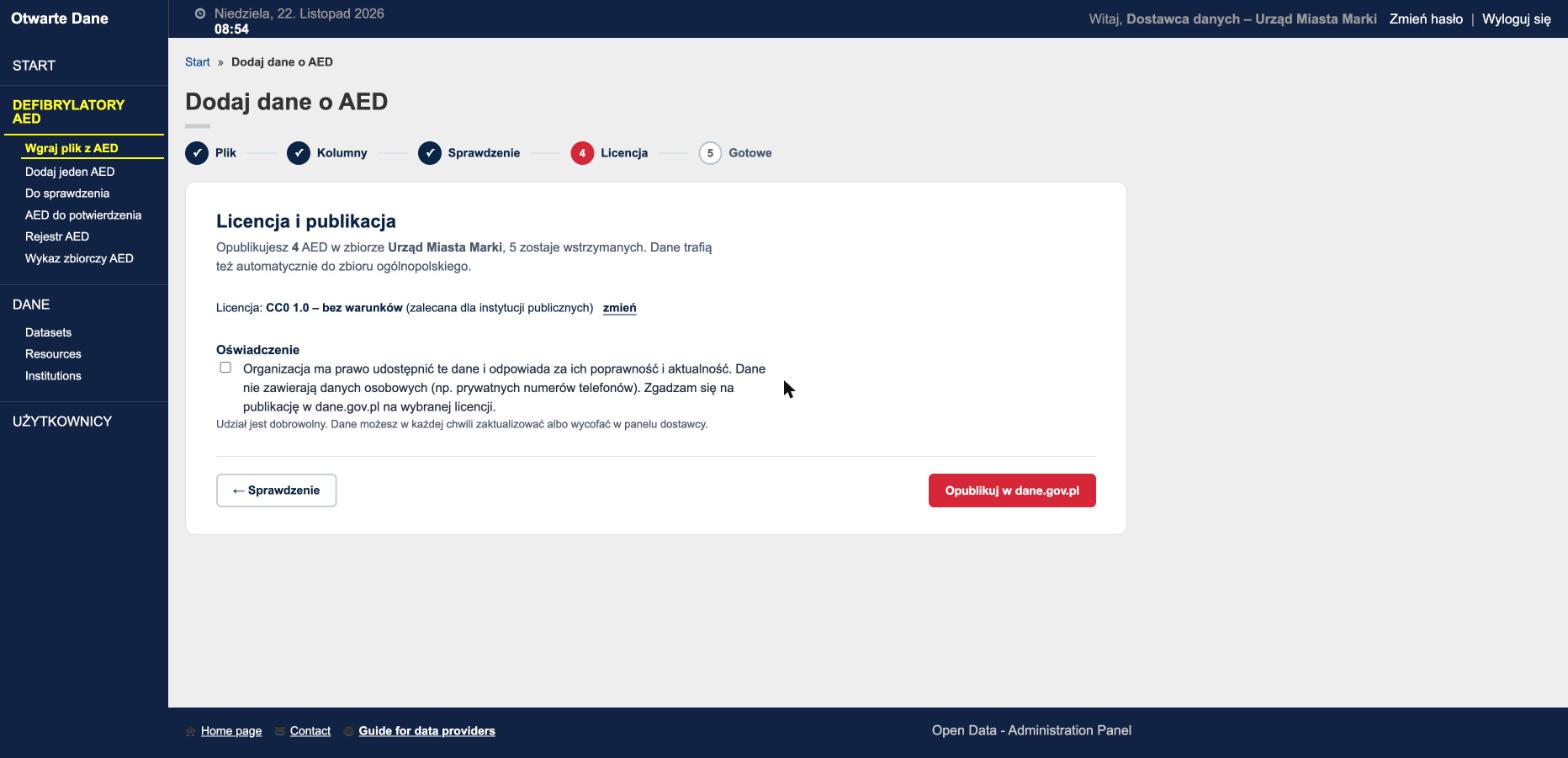 Otwarte Dane
Niedziela, 22. Listopad 2026
08:54
Witaj, Dostawca danych – Urząd Miasta Marki Zmień hasło | Wyloguj się
START
DEFIBRYLATORY
AED
Wgraj plik z AED
Dodaj jeden AED
Do sprawdzenia
AED do potwierdzenia
Rejestr AED
Wykaz zbiorczy AED
DANE
Datasets
Resources
Institutions
UŻYTKOWNICY
Start » Dodaj dane o AED
Dodaj dane o AED
✔ Plik ✔ Kolumny ✔ Sprawdzenie 4 Licencja 5 Gotowe
Licencja i publikacja
Opublikujesz 4 AED w zbiorze Urząd Miasta Marki, 5 zostaje wstrzymanych. Dane trafią
też automatycznie do zbioru ogólnopolskiego.
Licencja: CC0 1.0 – bez warunków (zalecana dla instytucji publicznych) zmień
Oświadczenie
Organizacja ma prawo udostępnić te dane i odpowiada za ich poprawność i aktualność. Dane
nie zawierają danych osobowych (np. prywatnych numerów telefonów). Zgadzam się na
publikację w dane.gov.pl na wybranej licencji.
Udział jest dobrowolny. Dane możesz w każdej chwili zaktualizować albo wycofać w panelu dostawcy.
← Sprawdzenie
Opublikuj w dane.gov.pl
Home page Contact Guide for data providers
Open Data - Administration Panel